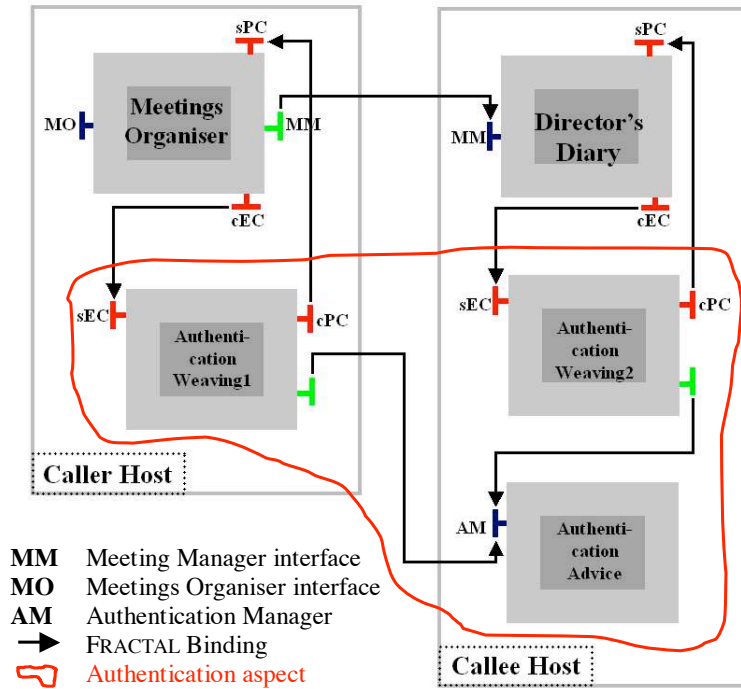 sPC
sPC
Meetings
Organiser
MO
MM
Director's
Diary
MM
cEC
cEC
sEC
cPC
Authenti-
cation
Weaving1
sEC
cPC
Authenti-
cation
Weaving2
Caller Host
AM
Authenti-
cation
Advice
MM Meeting Manager interface
MO Meetings Organiser interface
AM Authentication Manager
FRACTAL Binding
Authentication aspect
Callee Host